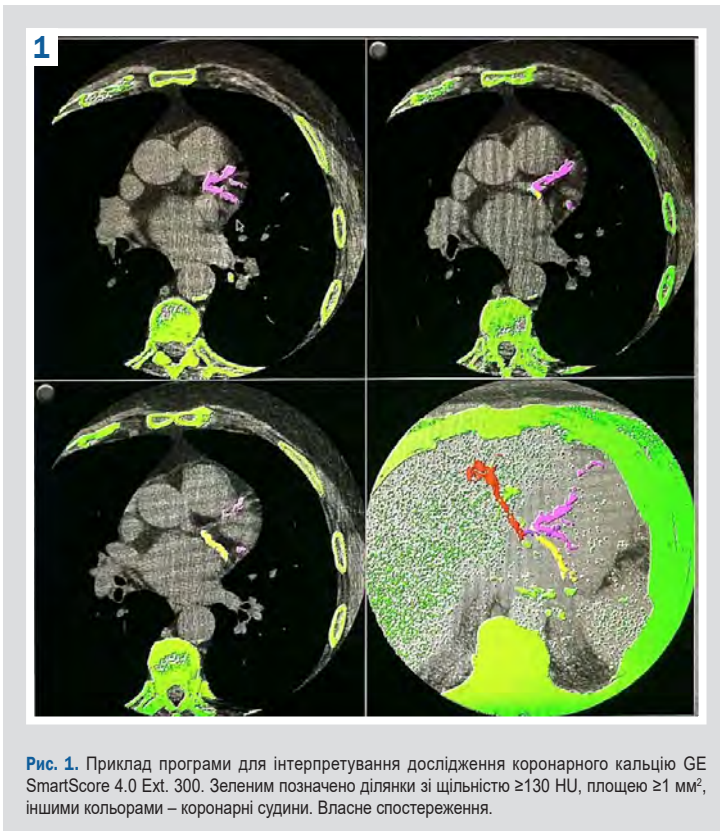 1
Рис. 1. Приклад програми для інтерпретування дослідження коронарного кальцію GE
SmartScore 4.0 Ext. 300. Зеленим позначено ділянки зі щільністю ≥130 HU, площею ≥1 мм²,
іншими кольорами – коронарні судини. Власне спостереження.